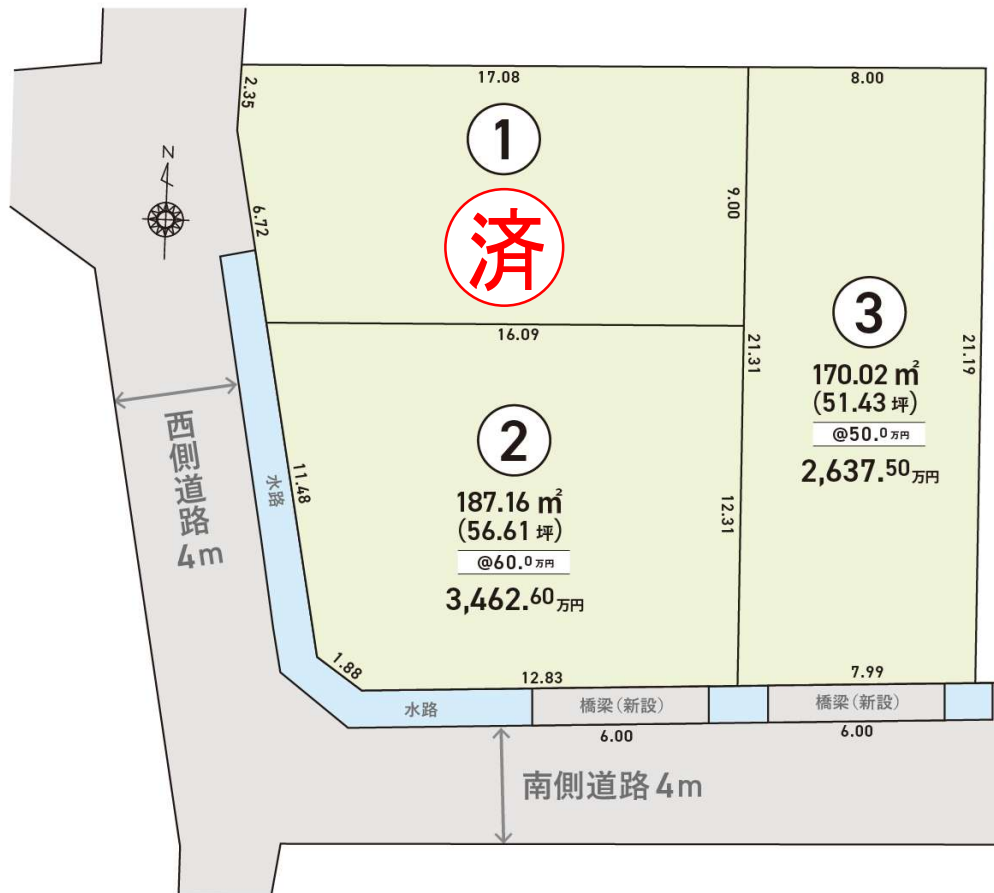 17.08
8.00
2.35
1
N
9.00
6.72
済
16.09
3
21.31
21.19
170.02 ㎡
(51.43 坪)
@50.0万円
2,637.50万円
西側道路4m
水路
11.48
2
187.16 ㎡
(56.61 坪)
@60.0万円
3,462.60万円
12.31
1.88
12.83
7.99
水路
橋梁(新設)
橋梁(新設)
6.00
6.00
南側道路4m